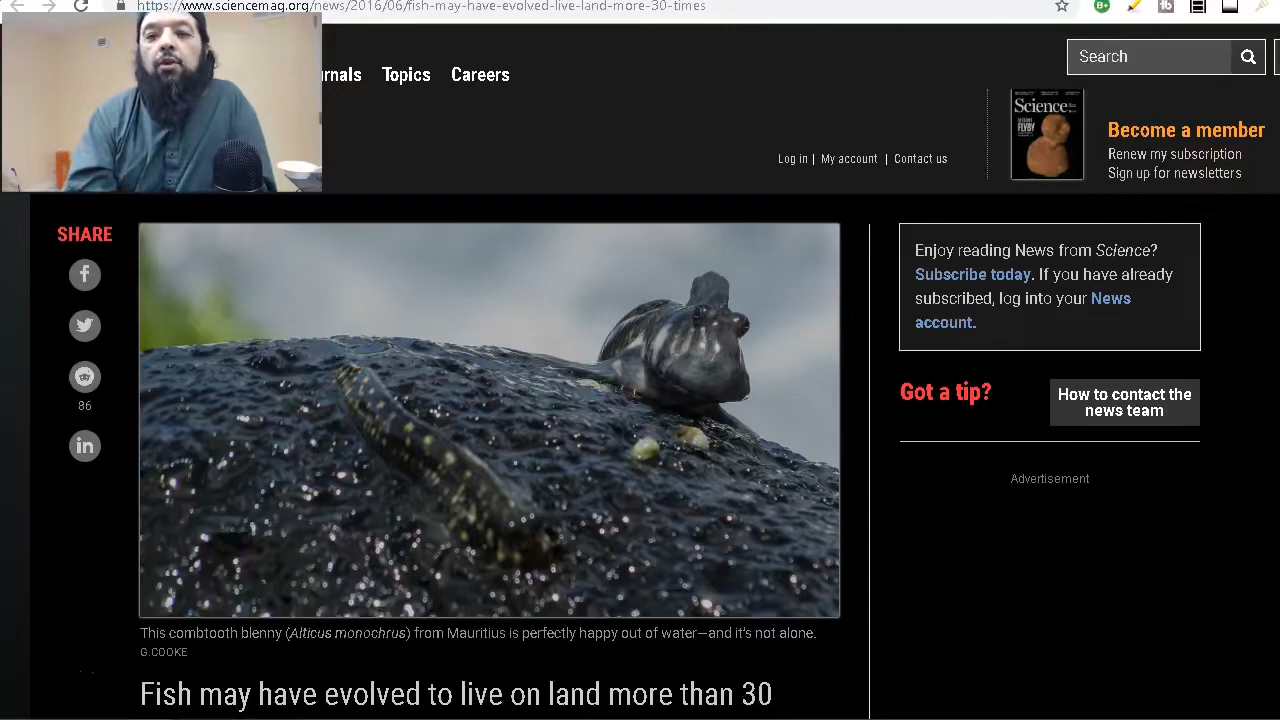 https://www.sciencemag.org/news/2016/06/fish-may-have-evolved-live-land-more-30-times
Topics
Careers
Search
Science
Become a member
Log in | My account | Contact us
Renew my subscription
Sign up for newsletters
SHARE
86
Enjoy reading News from Science?
Subscribe today. If you have already
subscribed, log into your News
account.
Got a tip?
How to contact the
news team
Advertisement
This combtooth blenny (Alticus monochrus) from Mauritius is perfectly happy out of water—and it's not alone.
G.COOKE
Fish may have evolved to live on land more than 30